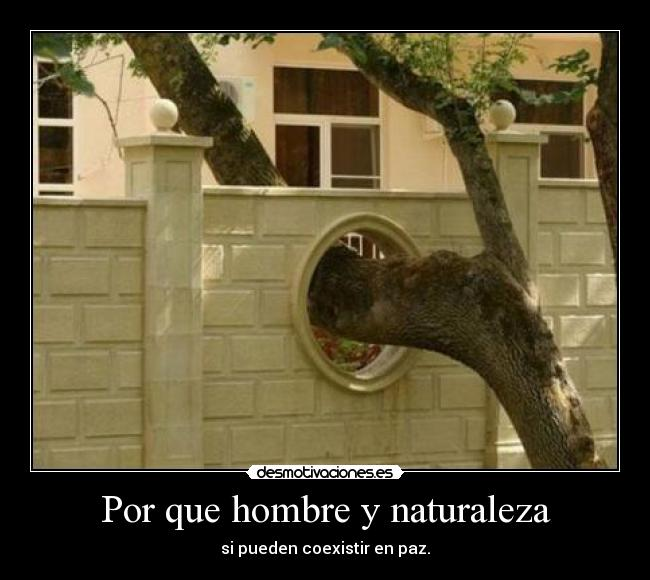 desmotivaciones.es
Por que hombre y naturaleza
si pueden coexistir en paz.